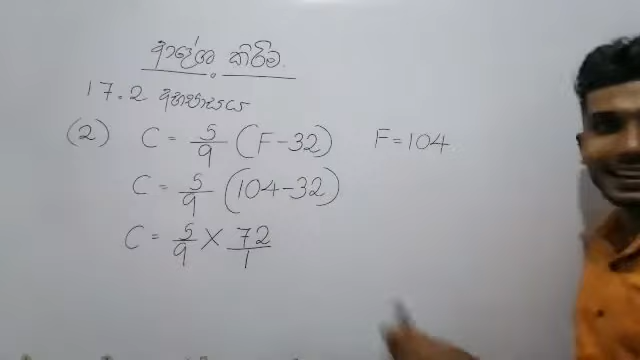 ආදේශ කිරීම.
17.2 අභ්‍යාසය
(2) C = 5/9 (F-32) F=104
C = 5/9 (104-32)
C = 5/9 × 72/1